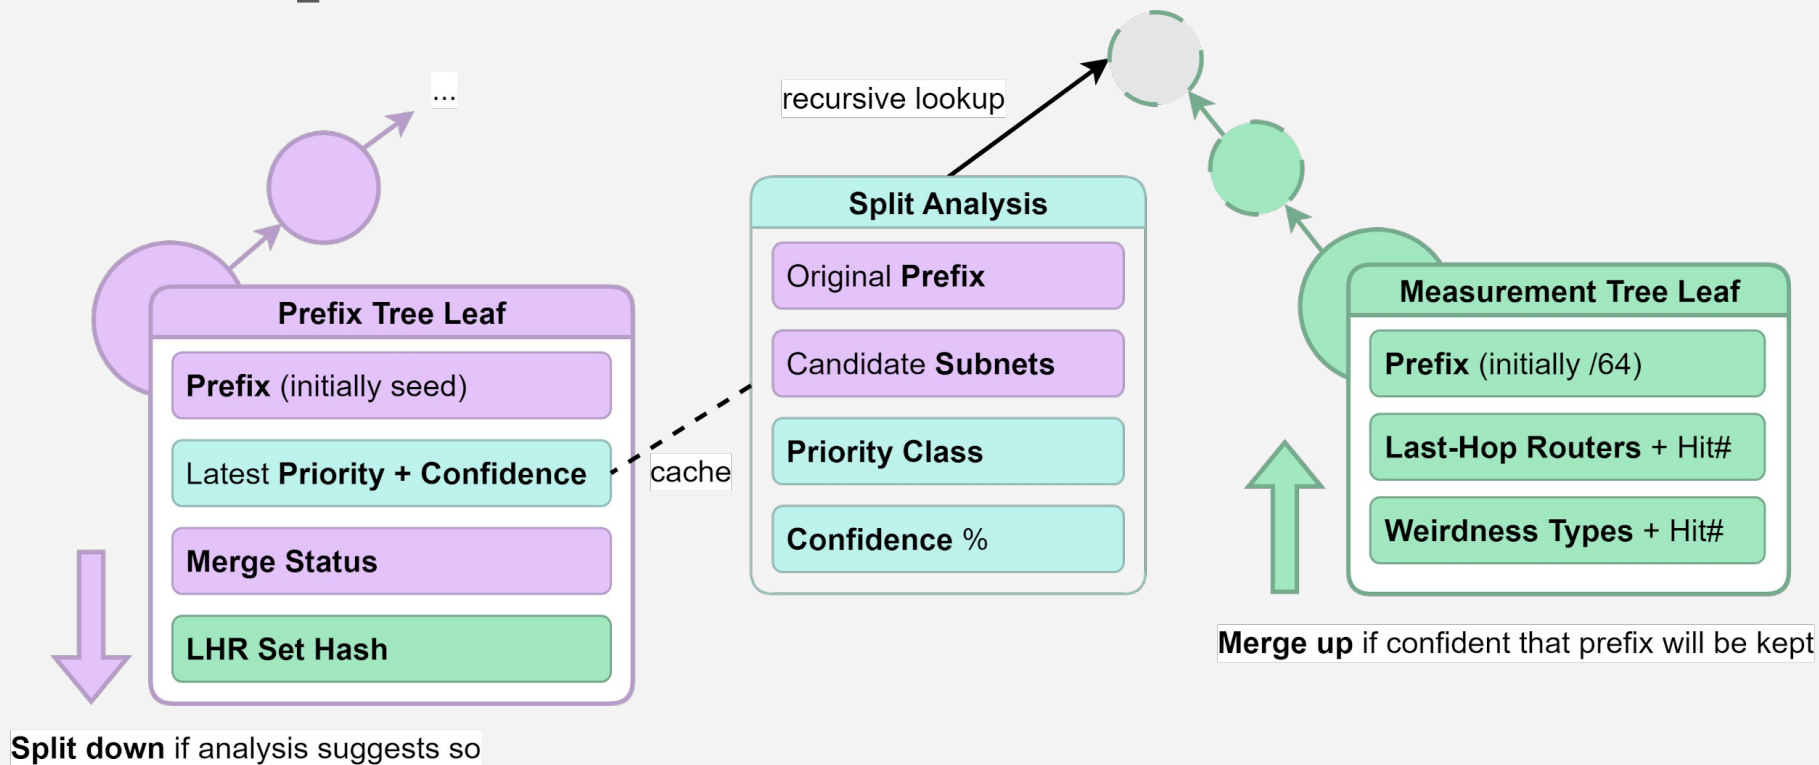 ...
recursive lookup
Prefix Tree Leaf
Prefix (initially seed)
Latest Priority + Confidence
Merge Status
LHR Set Hash
Split down if analysis suggests so
cache
Split Analysis
Original Prefix
Candidate Subnets
Priority Class
Confidence %
Measurement Tree Leaf
Prefix (initially /64)
Last-Hop Routers + Hit#
Weirdness Types + Hit#
Merge up if confident that prefix will be kept